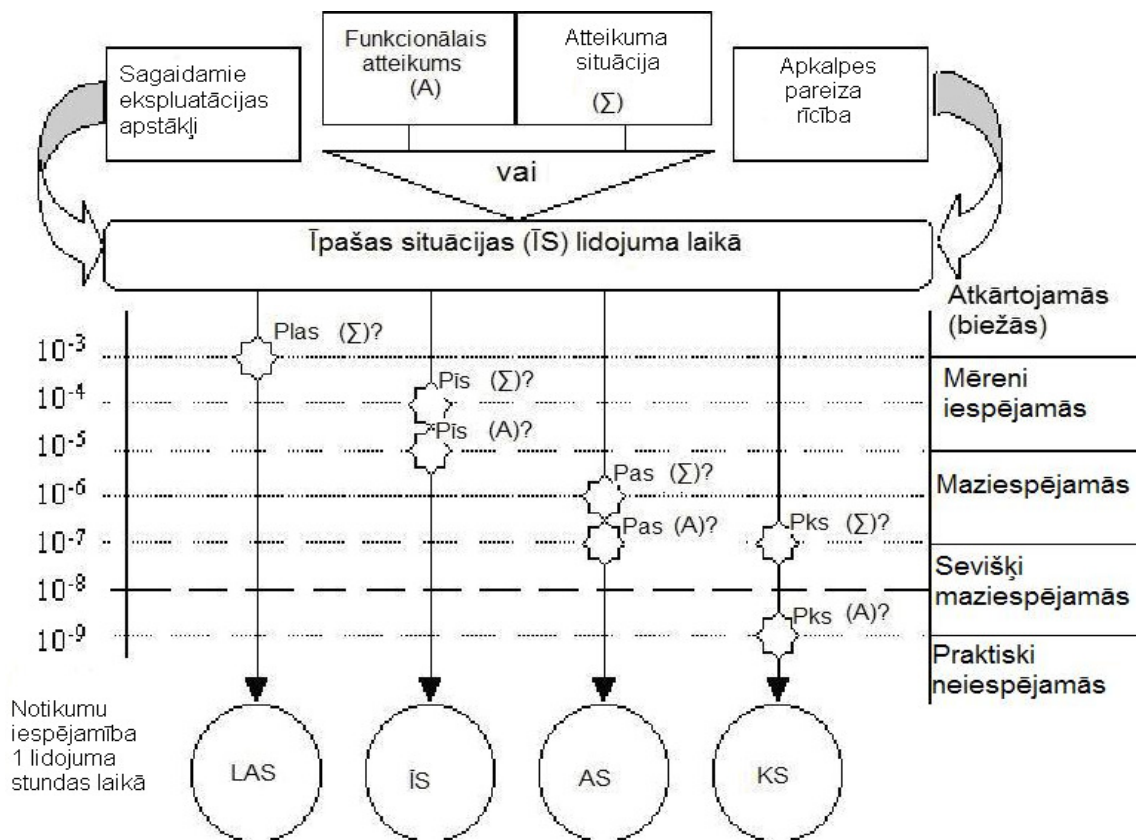 Sagaidamie
ekspluatācijas
apstākļi
Funkcionālais
atteikums
(A)
Atteikuma
situācija
(∑)
Apkalpes
pareiza
rīcība
vai
Īpašas situācijas (ĪS) lidojuma laikā
Atkārtojamās
(biežās)
Plas (∑)?
10-3
Pīs (∑)?
10-4
Mēreni
iespējamās
Pīs (A)?
10-5
Pas (∑)?
10-6
Maziespējamās
Pas (A)?
Pks (∑)?
10-7
Sevišķi
maziespējamās
10-8
Pks (A)?
10-9
Praktiski
neiespējamās
Notikumu
iespējamība
1 lidojuma
stundas laikā
LAS
ĪS
AS
KS